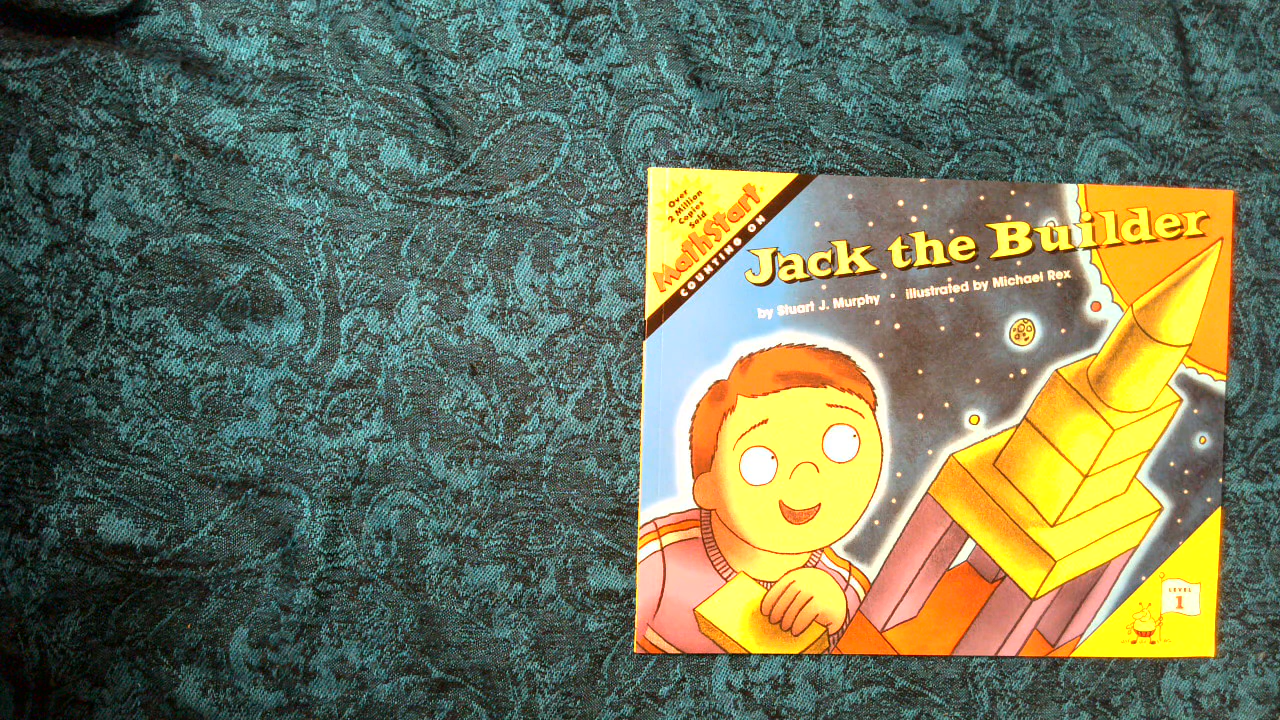 Over
2 Million
Copies
Sold
MathStart
COUNTING ON
Jack the Builder
by Stuart J. Murphy • illustrated by Michael Rex
LEVEL
1